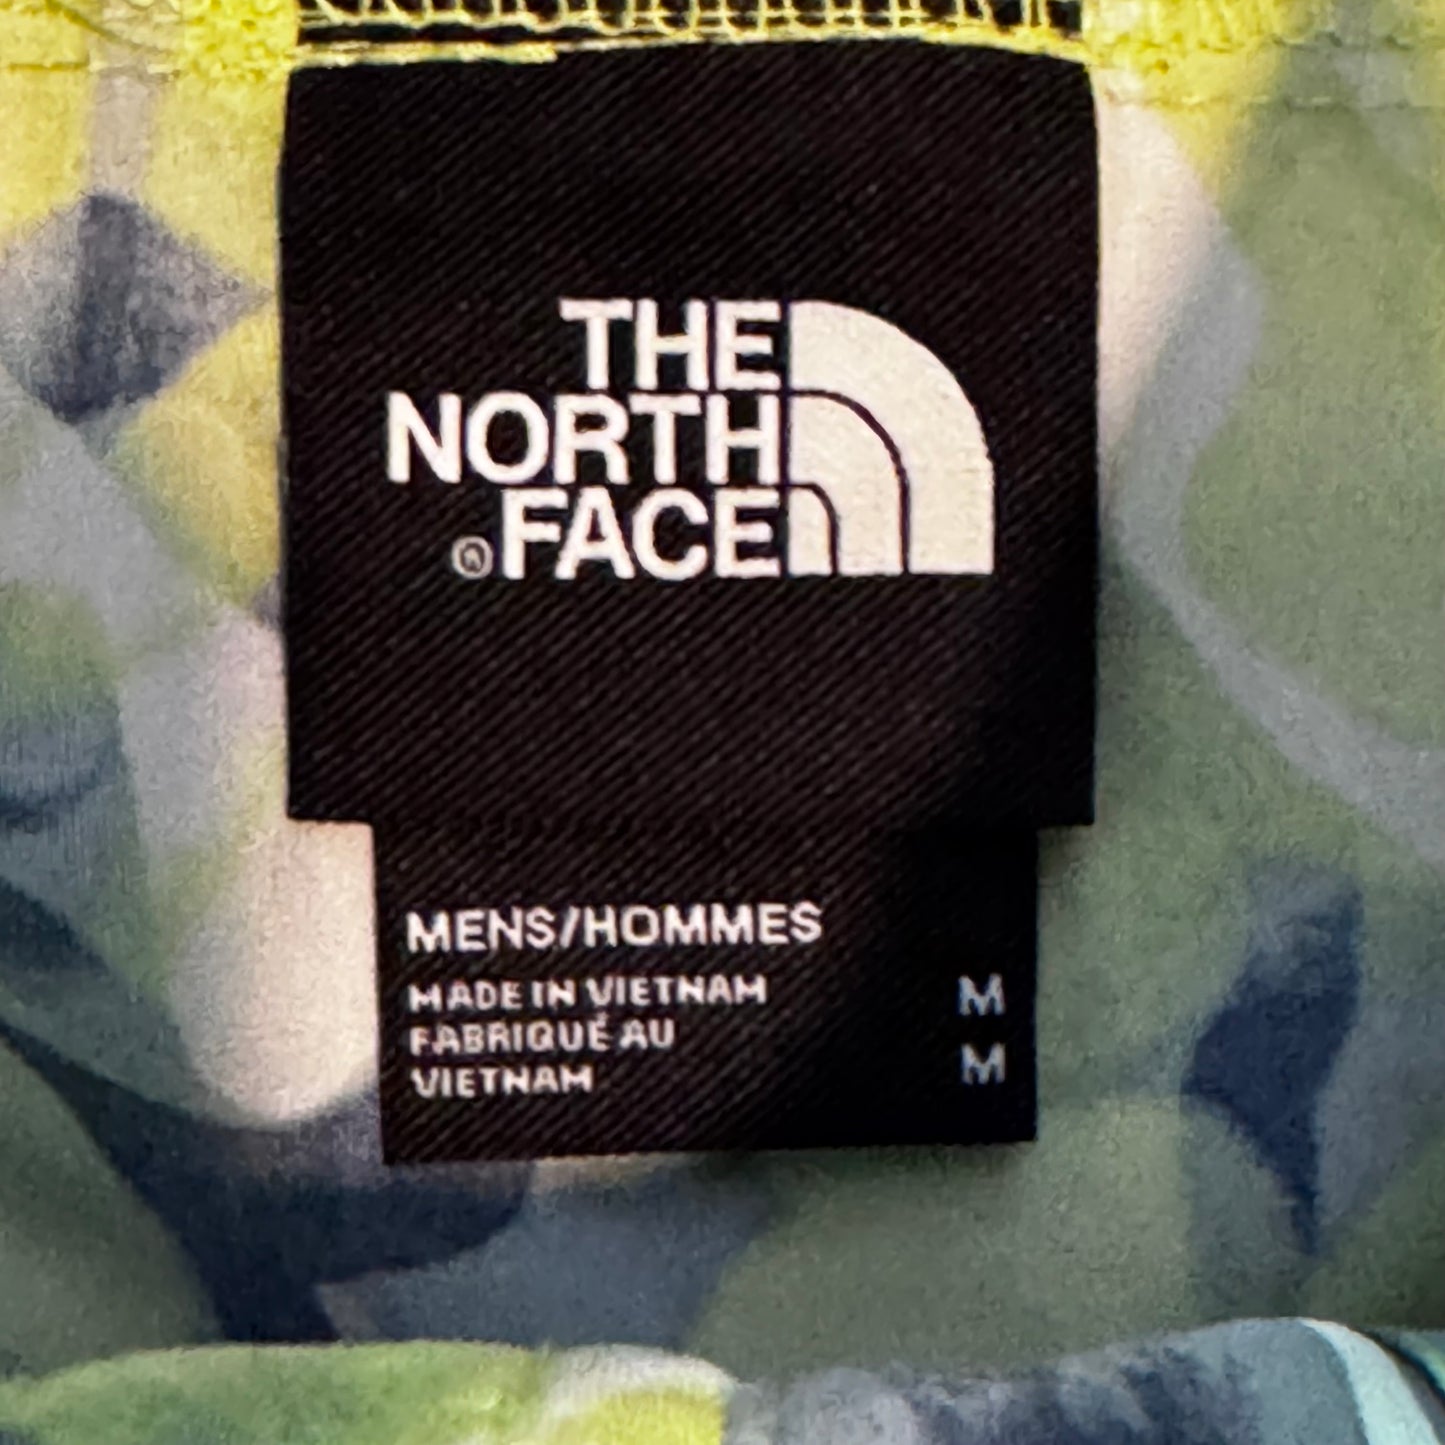 THE
NORTH
®FACE
MENS/HOMMES
MADE IN VIETNAM M
FABRIQUÉ AU
VIETNAM M